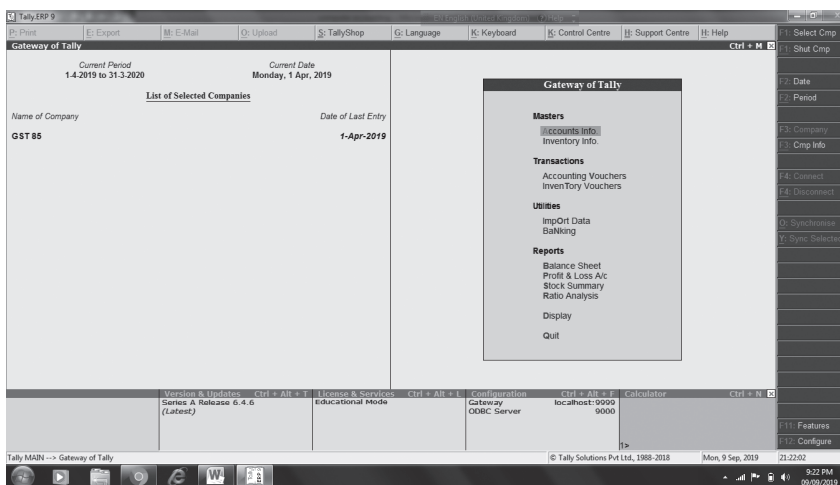 Tally.ERP 9
P: Print E: Export M: E-Mail O: Upload S: TallyShop G: Language K: Keyboard K: Control Centre H: Support Centre H: Help
F1: Select Cmp
Gateway of Tally Ctrl + M
F1: Shut Cmp
Current Period Current Date
1-4-2019 to 31-3-2020 Monday, 1 Apr, 2019
List of Selected Companies
Name of Company Date of Last Entry
GST 85 1-Apr-2019
Gateway of Tally
Masters
Accounts Info.
Inventory Info.
Transactions
Accounting Vouchers
InvenTory Vouchers
Utilities
ImpOrt Data
BaNking
Reports
Balance Sheet
Profit & Loss A/c
Stock Summary
Ratio Analysis
Display
Quit
F2: Date
F2: Period
F3: Company
F3: Cmp Info
F4: Connect
F4: Disconnect
O: Synchronise
Y: Sync Selected
F11: Features
F12: Configure
Version & Updates Ctrl + Alt + T
Series A Release 6.4.6
(Latest)
License & Services Ctrl + Alt + L
Educational Mode
Configuration Ctrl + Alt + F
Gateway localhost:9999
ODBC Server 9000
Calculator Ctrl + N
1>
Tally MAIN --> Gateway of Tally © Tally Solutions Pvt Ltd., 1988-2018 Mon, 9 Sep, 2019 21:22:02
9:22 PM
09/09/2019